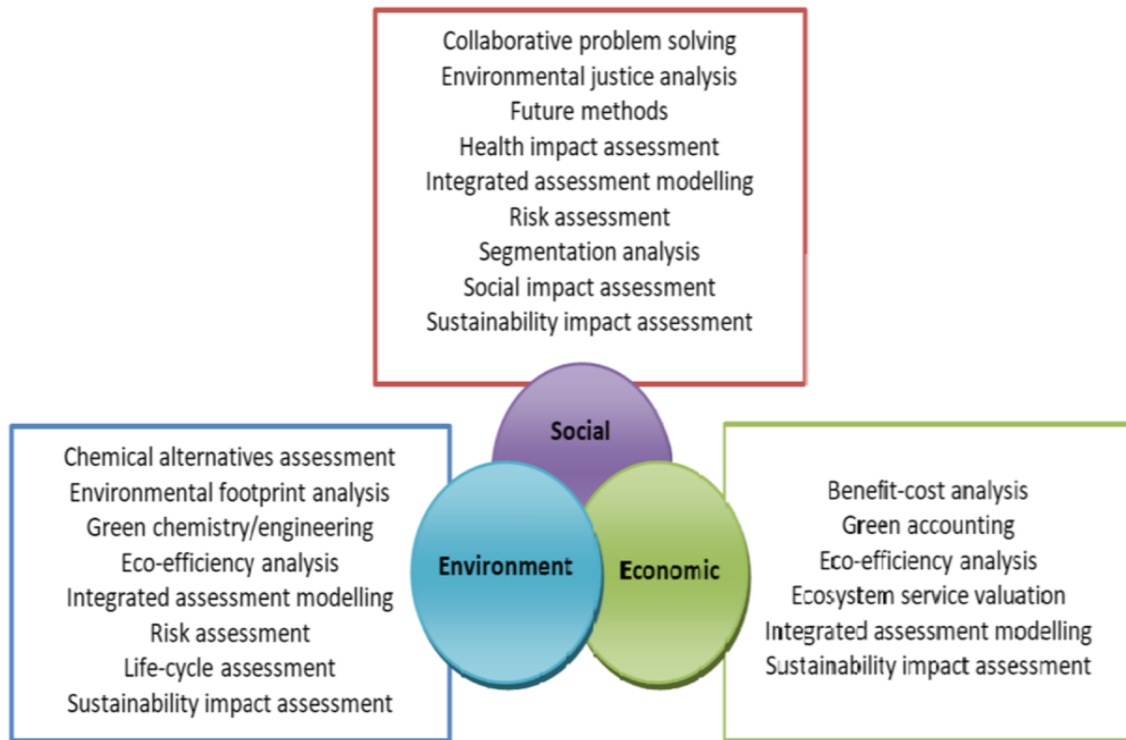 Collaborative problem solving
Environmental justice analysis
Future methods
Health impact assessment
Integrated assessment modelling
Risk assessment
Segmentation analysis
Social impact assessment
Sustainability impact assessment
Social
Environment
Economic
Chemical alternatives assessment
Environmental footprint analysis
Green chemistry/engineering
Eco-efficiency analysis
Integrated assessment modelling
Risk assessment
Life-cycle assessment
Sustainability impact assessment
Benefit-cost analysis
Green accounting
Eco-efficiency analysis
Ecosystem service valuation
Integrated assessment modelling
Sustainability impact assessment